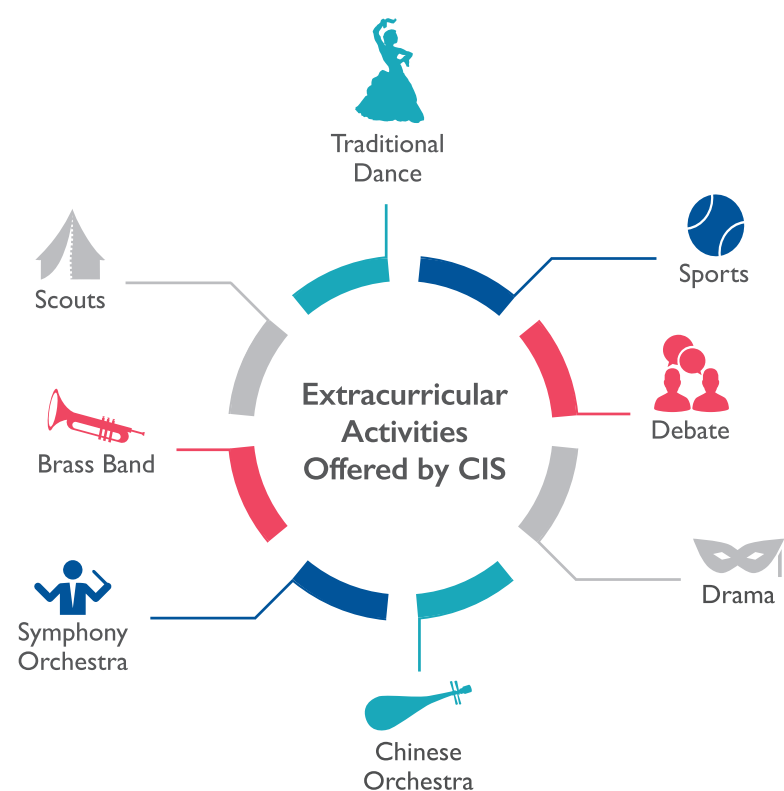 Traditional
Dance
Sports
Scouts
Extracurricular
Activities
Offered by CIS
Debate
Brass Band
Drama
Symphony
Orchestra
Chinese
Orchestra